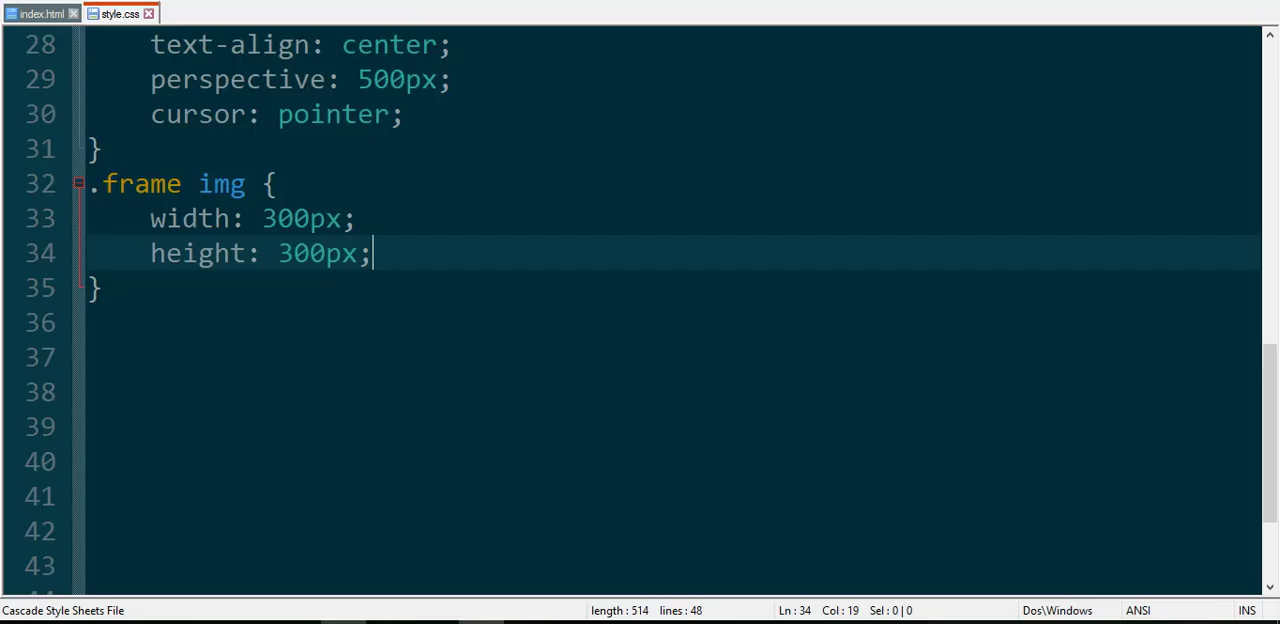 index.html style.css
28 text-align: center;
29 perspective: 500px;
30 cursor: pointer;
31 }
32 .frame img {
33 width: 300px;
34 height: 300px;
35 }
36
37
38
39
40
41
42
43
Cascade Style Sheets File length : 514 lines : 48 Ln : 34 Col : 19 Sel : 0 | 0 Dos\Windows ANSI INS